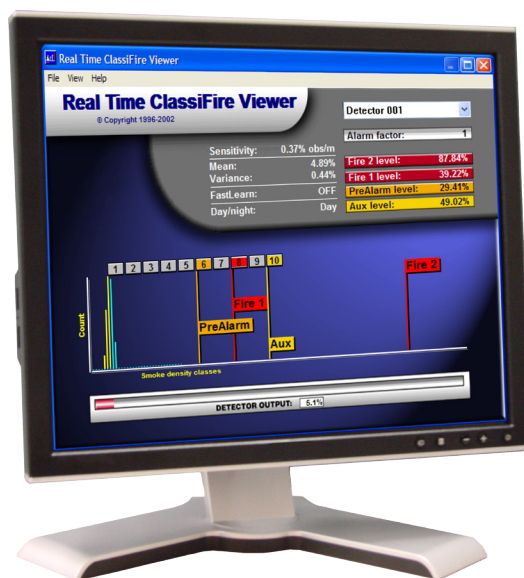 Real Time ClassiFire Viewer
File View Help
Real Time ClassiFire Viewer
© Copyright 1996-2002
Detector 001
Alarm factor: 1
Sensitivity: 0.37% obs/m
Mean: 4.89%
Variance: 0.44%
FastLearn: OFF
Day/night: Day
Fire 2 level: 87.84%
Fire 1 level: 39.22%
PreAlarm level: 29.41%
Aux level: 49.02%
1 2 3 4 5 6 7 8 9 10
Fire 2
Fire 1
PreAlarm
Aux
Count
Smoke density classes
DETECTOR OUTPUT: 5.1%